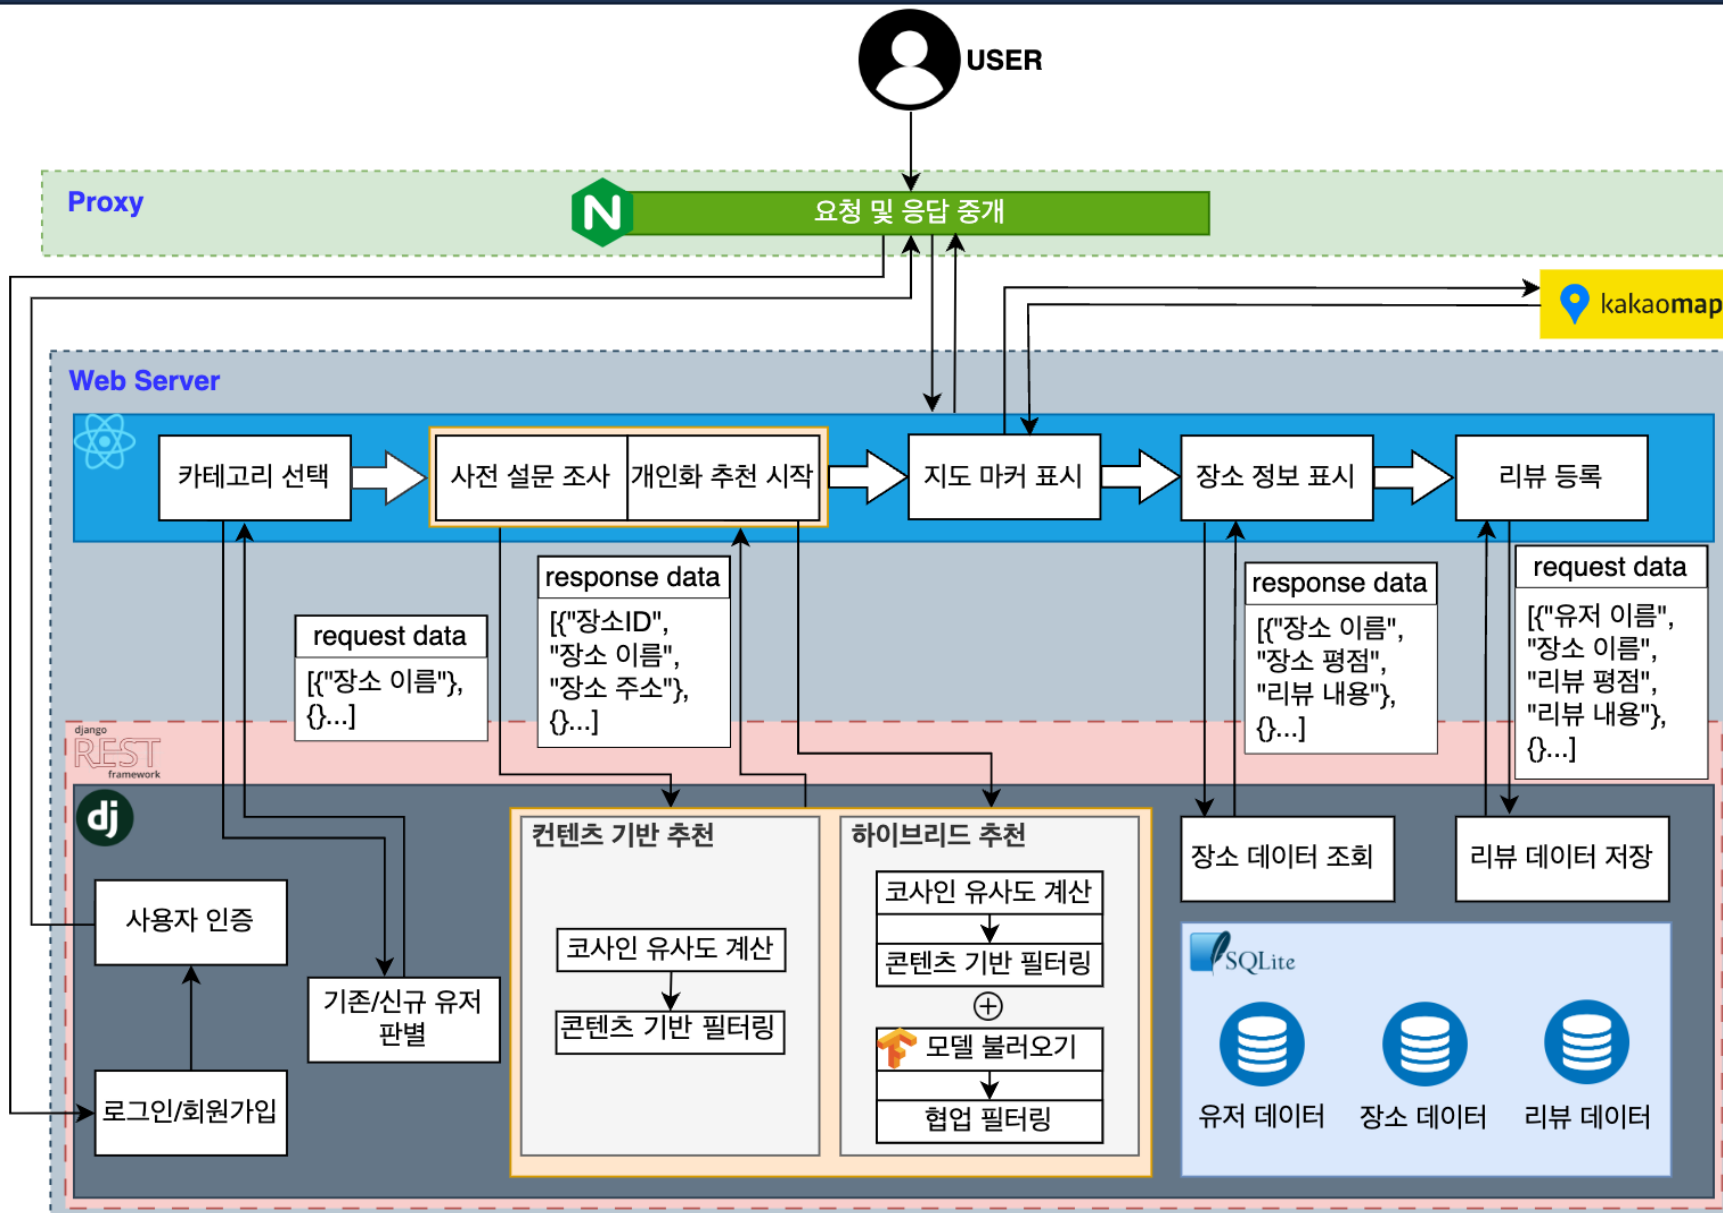 USER
Proxy
N
요청 및 응답 중개
kakaomap
Web Server
카테고리 선택
사전 설문 조사
개인화 추천 시작
지도 마커 표시
장소 정보 표시
리뷰 등록
request data
[{"장소 이름"},
{}...]
response data
[{"장소ID",
"장소 이름",
"장소 주소"},
{}...]
response data
[{"장소 이름",
"장소 평점",
"리뷰 내용"},
{}...]
request data
[{"유저 이름",
"장소 이름",
"리뷰 평점",
"리뷰 내용"},
{}...]
django
REST
framework
dj
사용자 인증
로그인/회원가입
기존/신규 유저
판별
컨텐츠 기반 추천
코사인 유사도 계산
콘텐츠 기반 필터링
하이브리드 추천
코사인 유사도 계산
콘텐츠 기반 필터링
모델 불러오기
협업 필터링
장소 데이터 조회
리뷰 데이터 저장
SQLite
유저 데이터
장소 데이터
리뷰 데이터